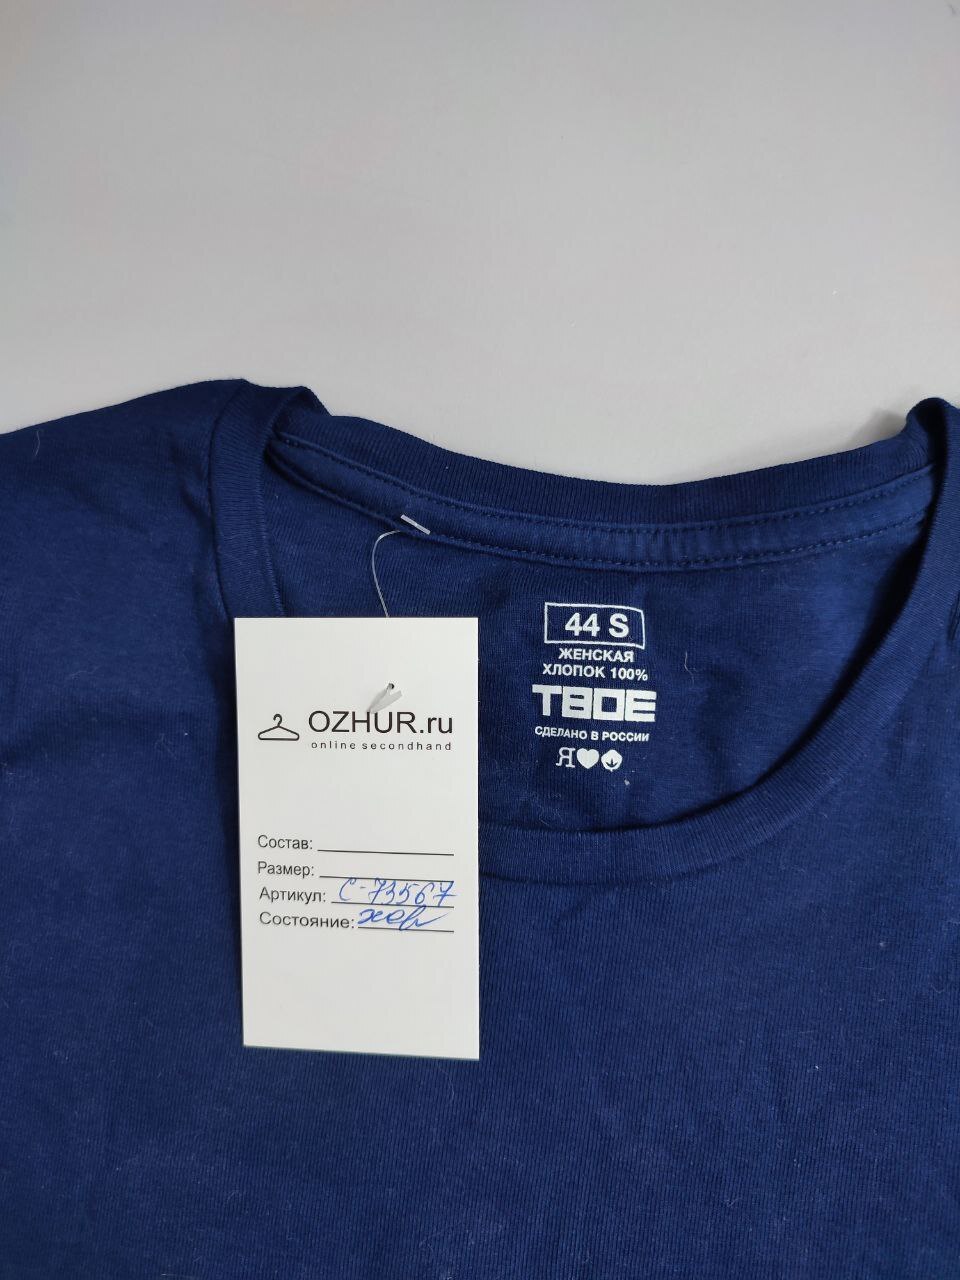 44 S
ЖЕНСКАЯ
ХЛОПОК 100%
ТВОЕ
СДЕЛАНО В РОССИИ
Я
OZHUR.ru
online secondhand
Состав:
Размер:
Артикул: С-73567
Состояние: хор